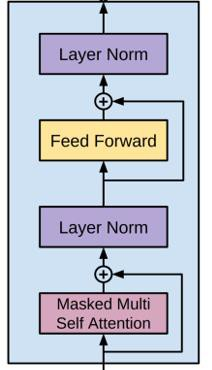 Layer Norm
Feed Forward
Layer Norm
Masked Multi
Self Attention